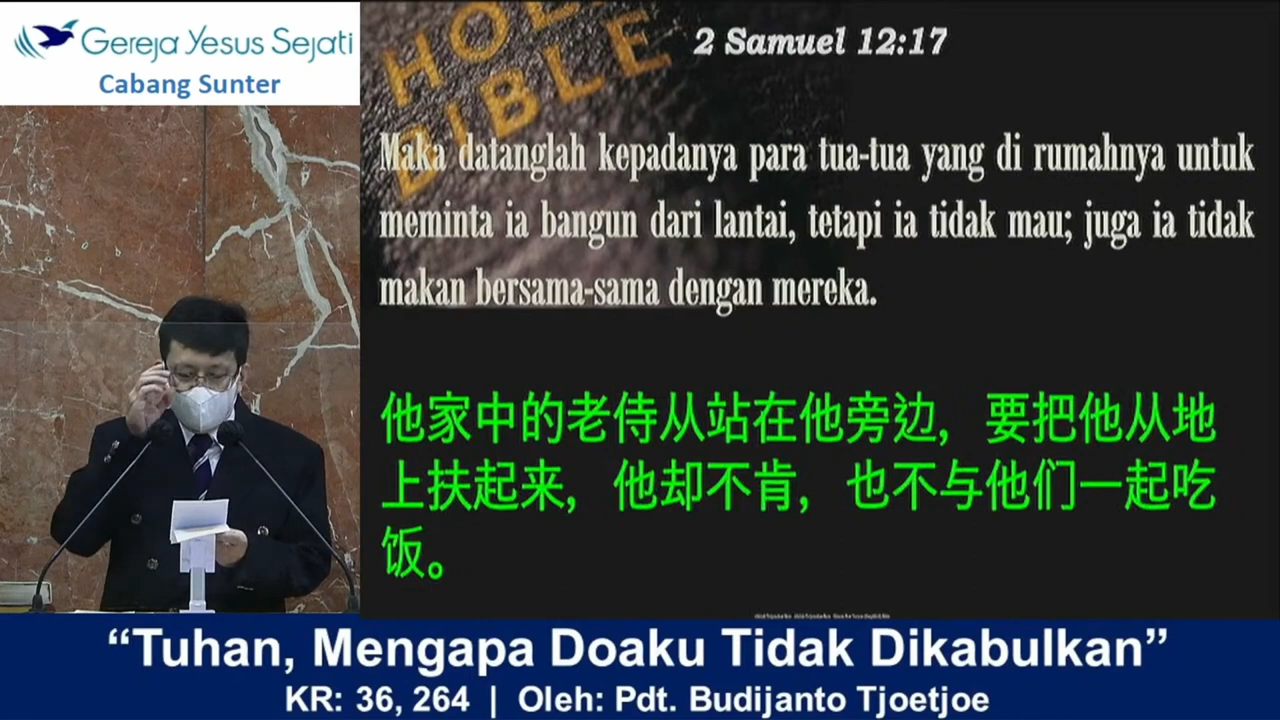 Gereja Yesus Sejati
Cabang Sunter
HOLY
BIBLE
2 Samuel 12:17
Maka datanglah kepadanya para tua-tua yang di rumahnya untuk
meminta ia bangun dari lantai, tetapi ia tidak mau; juga ia tidak
makan bersama-sama dengan mereka.
他家中的老侍从站在他旁边，要把他从地
上扶起来，他却不肯，也不与他们一起吃
饭。
“Tuhan, Mengapa Doaku Tidak Dikabulkan”
KR: 36, 264 | Oleh: Pdt. Budijanto Tjoetjoe